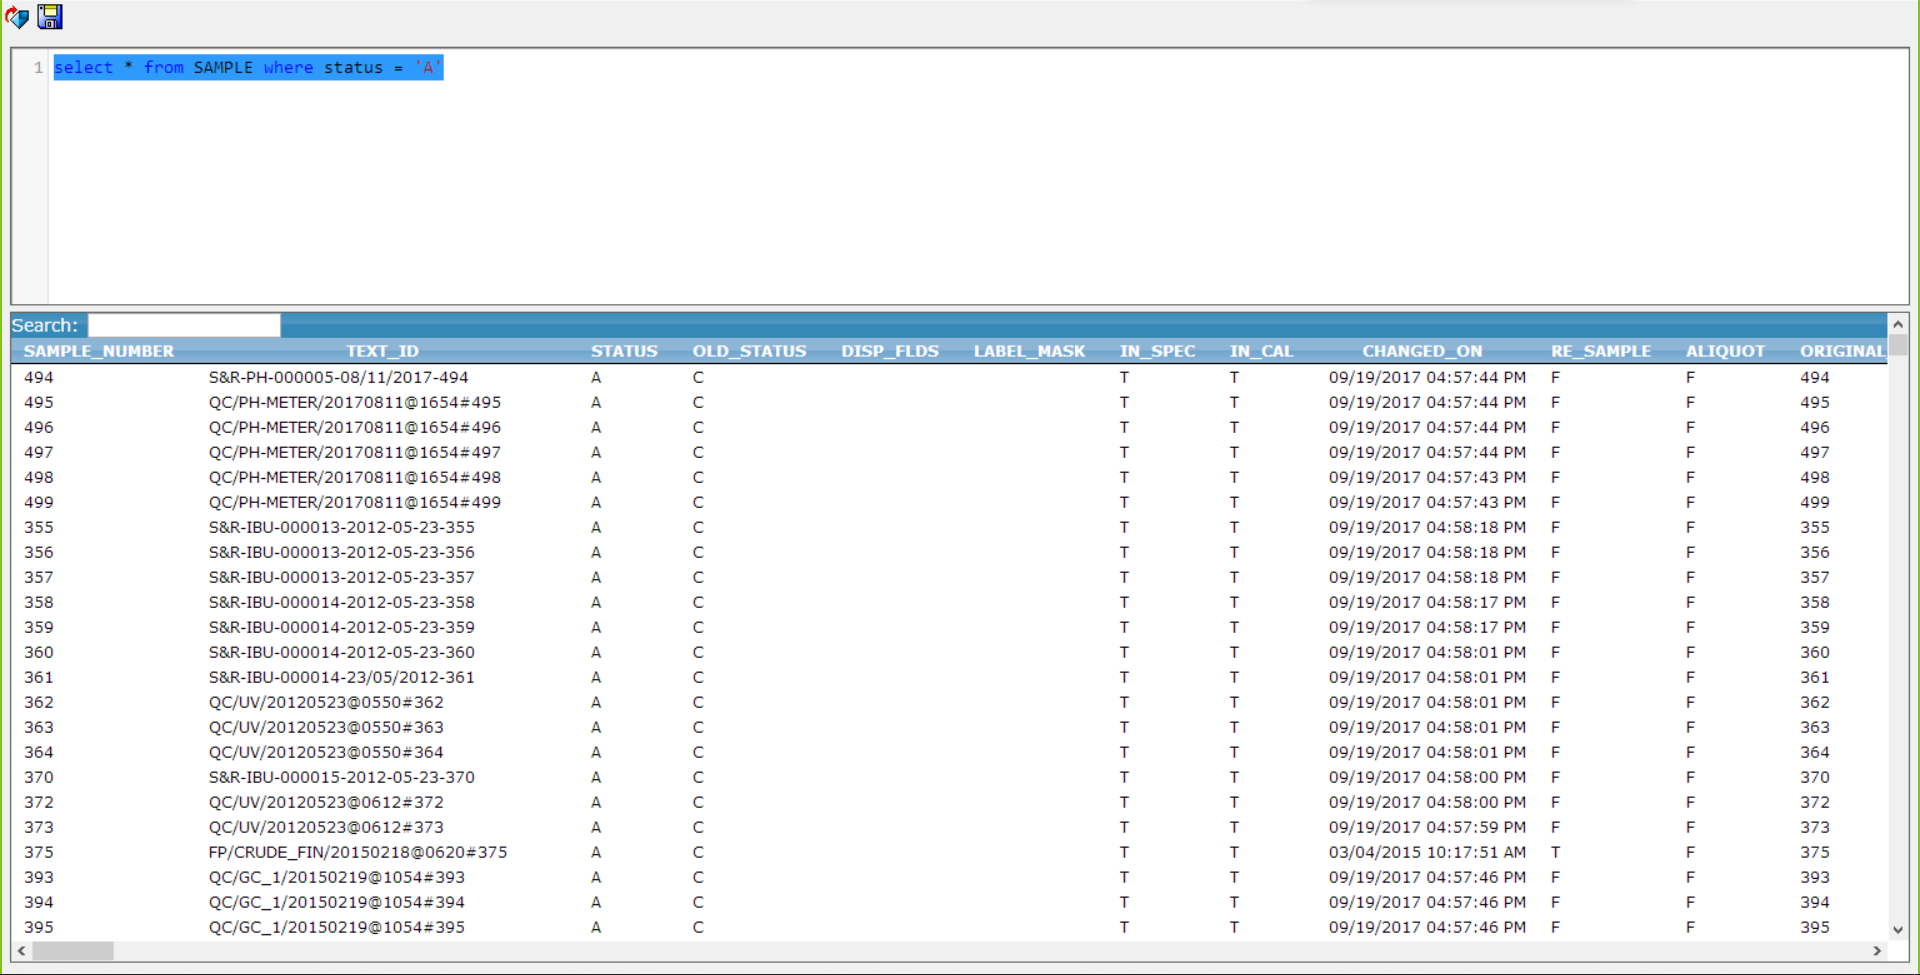 1 select * from SAMPLE where status = 'A'
Search:
SAMPLE_NUMBER TEXT_ID STATUS OLD_STATUS DISP_FLDS LABEL_MASK IN_SPEC IN_CAL CHANGED_ON RE_SAMPLE ALIQUOT ORIGINAL_
494 S&R-PH-000005-08/11/2017-494 A C T T 09/19/2017 04:57:44 PM F F 494
495 QC/PH-METER/20170811@1654#495 A C T T 09/19/2017 04:57:44 PM F F 495
496 QC/PH-METER/20170811@1654#496 A C T T 09/19/2017 04:57:44 PM F F 496
497 QC/PH-METER/20170811@1654#497 A C T T 09/19/2017 04:57:44 PM F F 497
498 QC/PH-METER/20170811@1654#498 A C T T 09/19/2017 04:57:43 PM F F 498
499 QC/PH-METER/20170811@1654#499 A C T T 09/19/2017 04:57:43 PM F F 499
355 S&R-IBU-000013-2012-05-23-355 A C T T 09/19/2017 04:58:18 PM F F 355
356 S&R-IBU-000013-2012-05-23-356 A C T T 09/19/2017 04:58:18 PM F F 356
357 S&R-IBU-000013-2012-05-23-357 A C T T 09/19/2017 04:58:18 PM F F 357
358 S&R-IBU-000014-2012-05-23-358 A C T T 09/19/2017 04:58:17 PM F F 358
359 S&R-IBU-000014-2012-05-23-359 A C T T 09/19/2017 04:58:17 PM F F 359
360 S&R-IBU-000014-2012-05-23-360 A C T T 09/19/2017 04:58:01 PM F F 360
361 S&R-IBU-000014-23/05/2012-361 A C T T 09/19/2017 04:58:01 PM F F 361
362 QC/UV/20120523@0550#362 A C T T 09/19/2017 04:58:01 PM F F 362
363 QC/UV/20120523@0550#363 A C T T 09/19/2017 04:58:01 PM F F 363
364 QC/UV/20120523@0550#364 A C T T 09/19/2017 04:58:01 PM F F 364
370 S&R-IBU-000015-2012-05-23-370 A C T T 09/19/2017 04:58:00 PM F F 370
372 QC/UV/20120523@0612#372 A C T T 09/19/2017 04:58:00 PM F F 372
373 QC/UV/20120523@0612#373 A C T T 09/19/2017 04:57:59 PM F F 373
375 FP/CRUDE_FIN/20150218@0620#375 A C T T 03/04/2015 10:17:51 AM T F 375
393 QC/GC_1/20150219@1054#393 A C T T 09/19/2017 04:57:46 PM F F 393
394 QC/GC_1/20150219@1054#394 A C T T 09/19/2017 04:57:46 PM F F 394
395 QC/GC_1/20150219@1054#395 A C T T 09/19/2017 04:57:46 PM F F 395